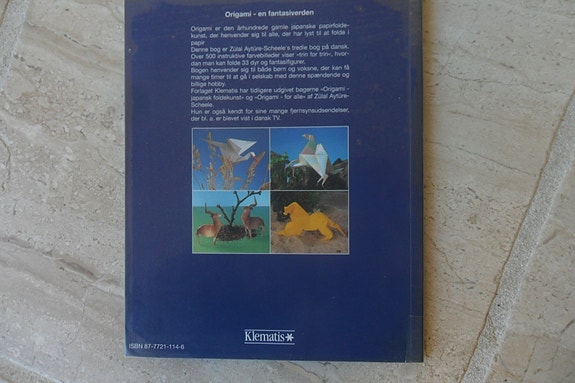 Origami - en fantasiverden
Origami er den århundrede gamle japanske papirfolde-
kunst, der henvender sig til alle, der har lyst til at folde i
papir
Denne bog er Zülal Aytüre-Scheele's tredie bog på dansk.
Over 500 instruktive farvebilleder viser »trin for trin«, hvor-
dan man kan folde 33 dyr og fantasifigurer.
Bogen henvender sig til både børn og voksne, der kan få
mange timer til at gå i selskab med denne spændende og
billige hobby.
Forlaget Klematis har tidligere udgivet bøgerne »Origami -
japansk foldekunst« og »Origami - for alle« af Zülal Aytüre-
Scheele.
Hun er også kendt for sine mange fjernsynsudsendelser,
der bl. a. er blevet vist i dansk TV.
Klematis
ISBN 87-7721-114-6